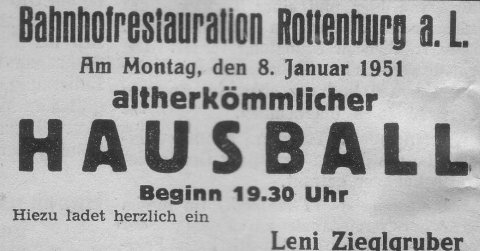 Bahnhofrestauration Rottenburg a. L.
Am Montag, den 8. Januar 1951
altherkömmlicher
HAUSBALL
Beginn 19.30 Uhr
Hiezu ladet herzlich ein
Leni Zieglgruber